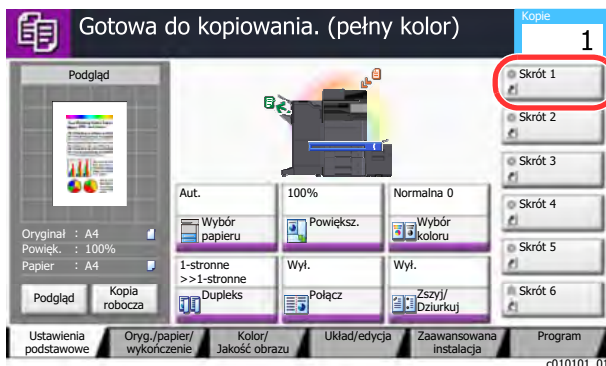 Gotowa do kopiowania. (pełny kolor)
Kopie
1
Podgląd
Oryginał : A4
Powięk. : 100%
Papier : A4
Podgląd
Kopia
robocza
Aut.
Wybór
papieru
100%
Powiększ.
Normalna 0
Wybór
koloru
1-stronne
>>1-stronne
Dupleks
Wył.
Połącz
Wył.
Zszyj/
Dziurkuj
Skrót 1
Skrót 2
Skrót 3
Skrót 4
Skrót 5
Skrót 6
Ustawienia
podstawowe
Oryg./papier/
wykończenie
Kolor/
Jakość obrazu
Układ/edycja
Zaawansowana
instalacja
Program
c010101_01